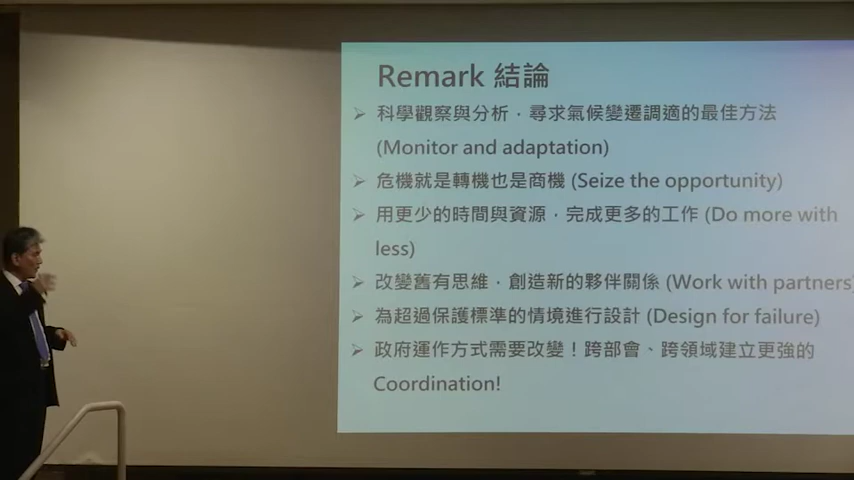 Remark 結論
➢ 科學觀察與分析，尋求氣候變遷調適的最佳方法
(Monitor and adaptation)
➢ 危機就是轉機也是商機 (Seize the opportunity)
➢ 用更少的時間與資源，完成更多的工作 (Do more with
less)
➢ 改變舊有思維，創造新的夥伴關係 (Work with partners)
➢ 為超過保護標準的情境進行設計 (Design for failure)
➢ 政府運作方式需要改變！跨部會、跨領域建立更強的
Coordination!